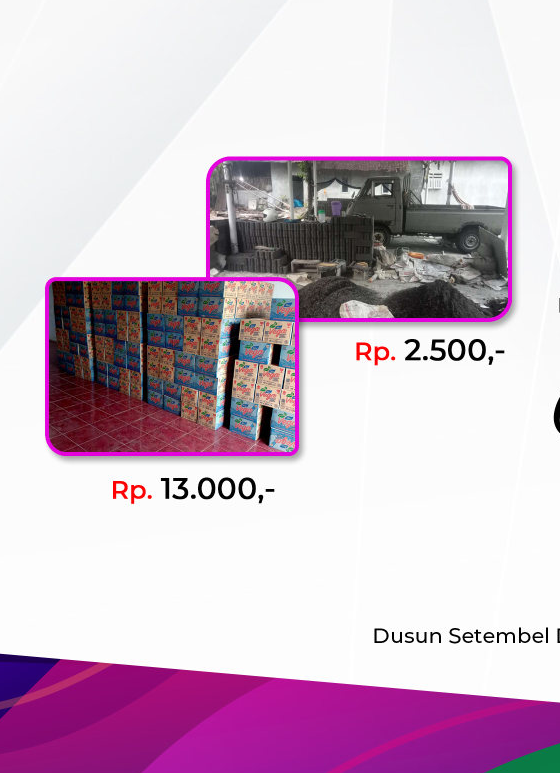 Rp. 2.500,-
Rp. 13.000,-
Dusun Setembel